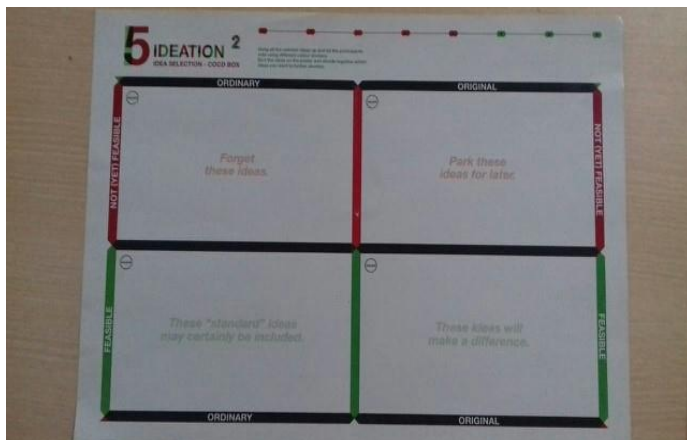 5 IDEATION 2
IDEA SELECTION - COCO BOX
ORDINARY
ORIGINAL
NOT (YET) FEASIBLE
Forget
these ideas.
Park these
ideas for later.
NOT (YET) FEASIBLE
FEASIBLE
These "standard" ideas
may certainly be included.
These ideas will
make a difference.
FEASIBLE
ORDINARY
ORIGINAL